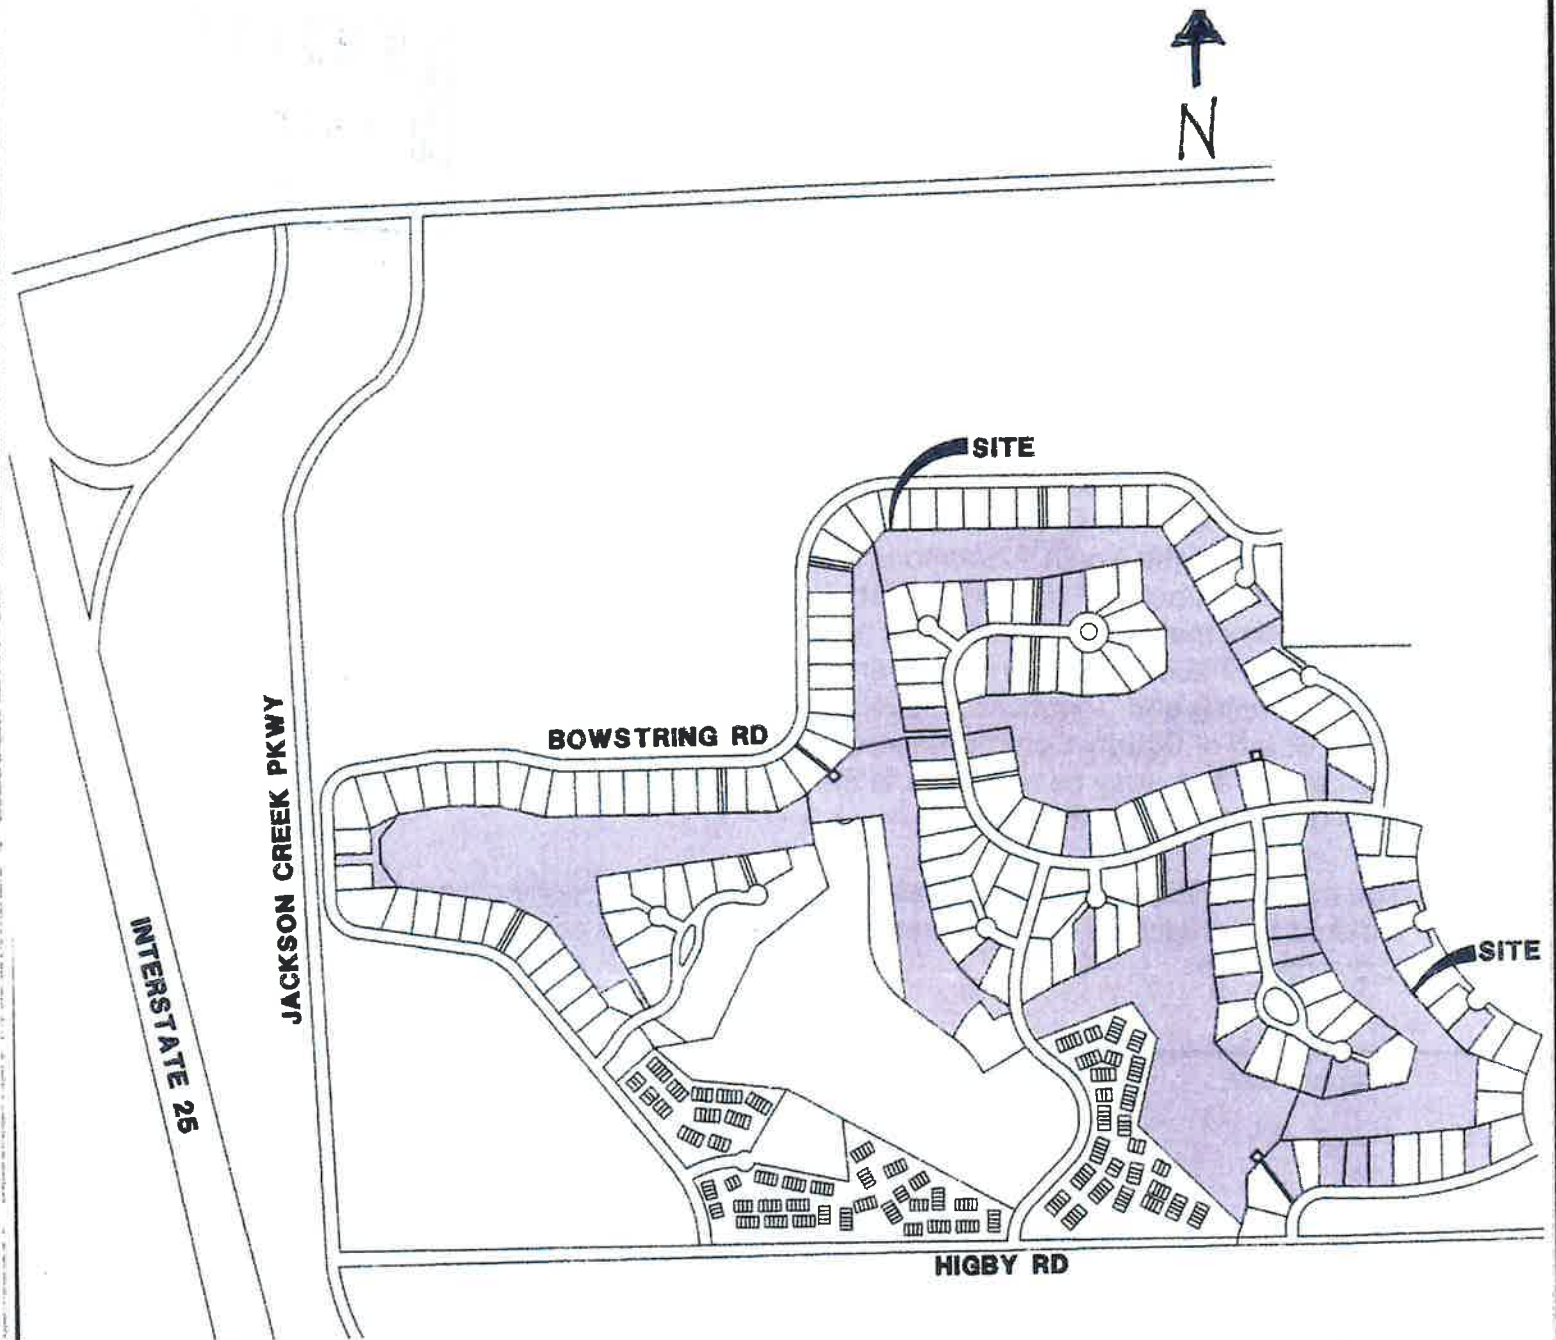 N
SITE
BOWSTRING RD
JACKSON CREEK PKWY
INTERSTATE 25
SITE
HIGBY RD